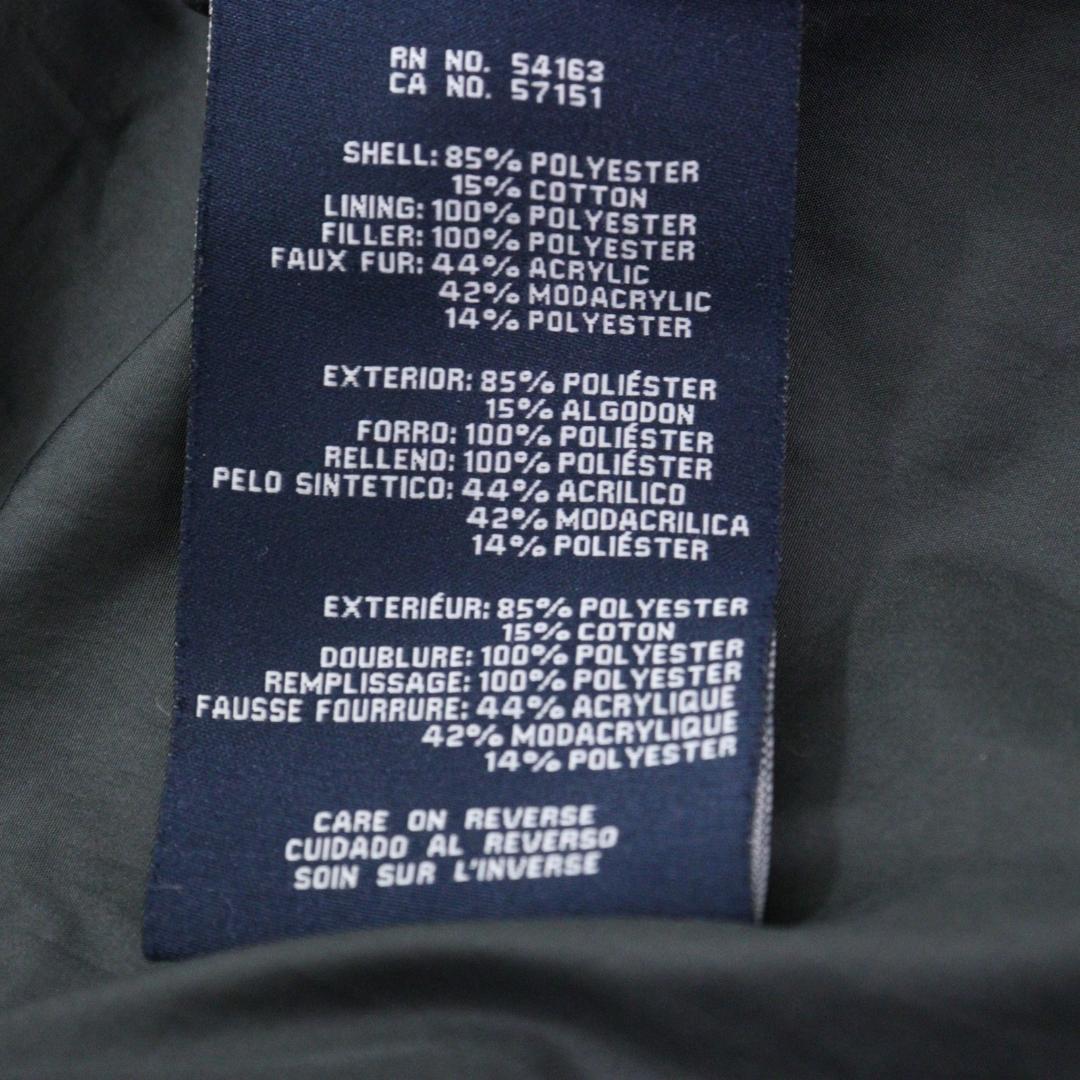 RN NO. 54163
CA NO. 57151
SHELL: 85% POLYESTER
15% COTTON
LINING: 100% POLYESTER
FILLER: 100% POLYESTER
FAUX FUR: 44% ACRYLIC
42% MODACRYLIC
14% POLYESTER
EXTERIOR: 85% POLIÉSTER
15% ALGODON
FORRO: 100% POLIÉSTER
RELLENO: 100% POLIÉSTER
PELO SINTETICO: 44% ACRILICO
42% MODACRILICA
14% POLIÉSTER
EXTERIÉUR: 85% POLYESTER
15% COTON
DOUBLURE: 100% POLYESTER
REMPLISSAGE: 100% POLYESTER
FAUSSE FOURRURE: 44% ACRYLIQUE
42% MODACRYLIQUE
14% POLYESTER
CARE ON REVERSE
CUIDADO AL REVERSO
SOIN SUR L'INVERSE